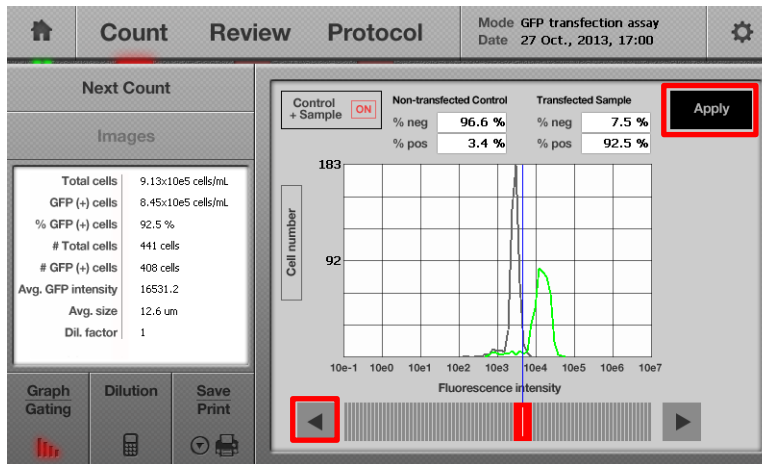 Count Review Protocol
Mode GFP transfection assay
Date 27 Oct., 2013, 17:00
Next Count
Images
Total cells 9.13x10e5 cells/mL
GFP (+) cells 8.45x10e5 cells/mL
% GFP (+) cells 92.5 %
# Total cells 441 cells
# GFP (+) cells 408 cells
Avg. GFP intensity 16531.2
Avg. size 12.6 um
Dil. factor 1
Graph Gating
Dilution
Save Print
Control + Sample ON
Non-transfected Control
% neg 96.6 %
% pos 3.4 %
Transfected Sample
% neg 7.5 %
% pos 92.5 %
Apply
183
92
Cell number
10e-1 10e0 10e1 10e2 10e3 10e4 10e5 10e6 10e7
Fluorescence intensity